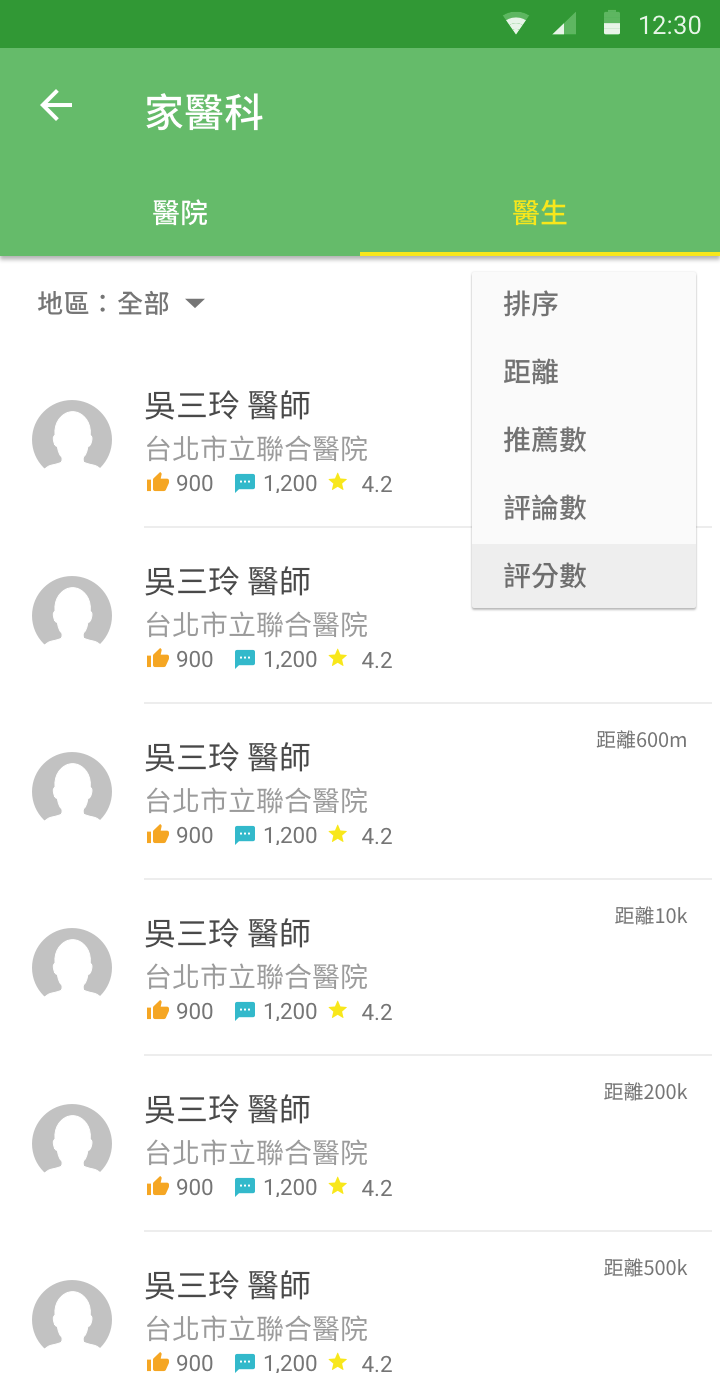 12:30
家醫科
醫院
醫生
地區：全部
排序
距離
推薦數
評論數
評分數
吳三玲 醫師
台北市立聯合醫院
900 1,200 4.2
吳三玲 醫師
台北市立聯合醫院
900 1,200 4.2
距離600m
吳三玲 醫師
台北市立聯合醫院
900 1,200 4.2
距離10k
吳三玲 醫師
台北市立聯合醫院
900 1,200 4.2
距離200k
吳三玲 醫師
台北市立聯合醫院
900 1,200 4.2
距離500k
吳三玲 醫師
台北市立聯合醫院
900 1,200 4.2